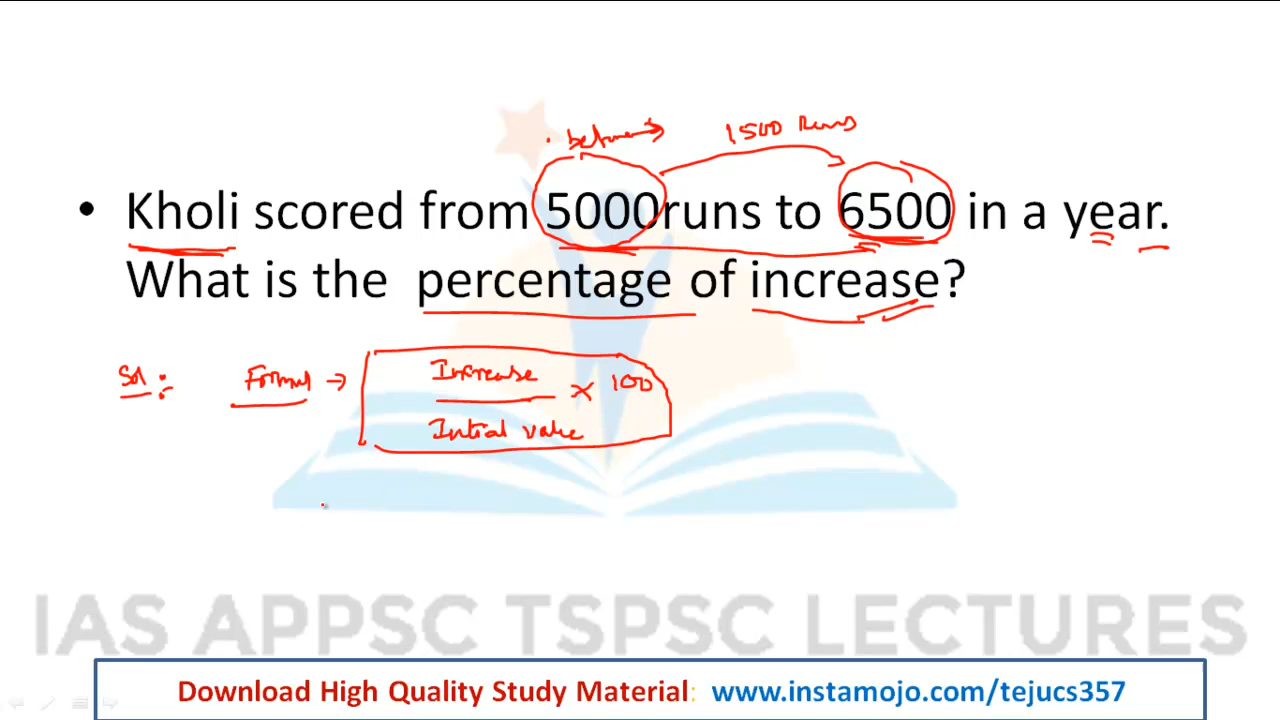 before
1500 Runs
• Kholi scored from 5000runs to 6500 in a year.
What is the percentage of increase?
Sol:
Formul → Increase × 100
Initial value
IAS APPSC TSPSC LECTURES
Download High Quality Study Material: www.instamojo.com/tejucs357